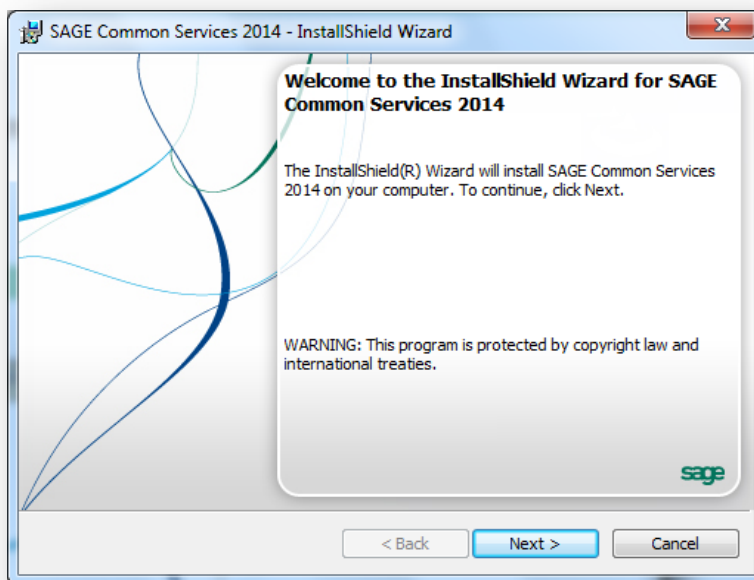 SAGE Common Services 2014 - InstallShield Wizard
X
Welcome to the InstallShield Wizard for SAGE
Common Services 2014
The InstallShield(R) Wizard will install SAGE Common Services
2014 on your computer. To continue, click Next.
WARNING: This program is protected by copyright law and
international treaties.
sage
< Back
Next >
Cancel